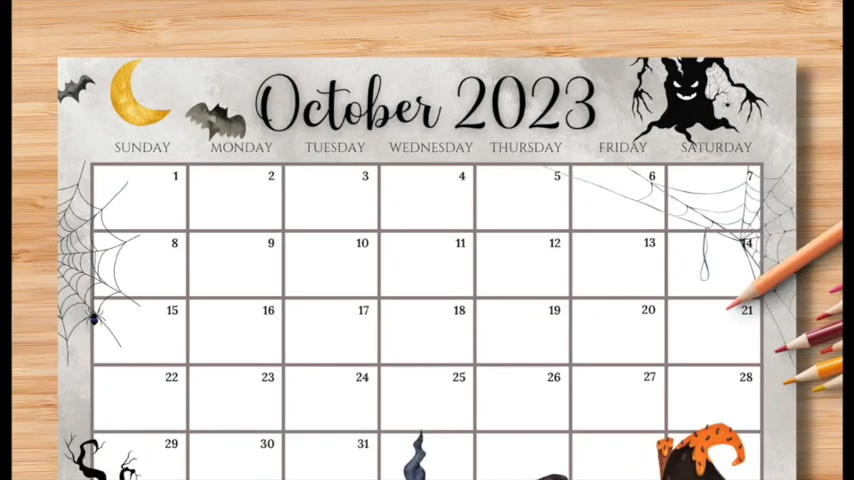 October 2023
SUNDAY MONDAY TUESDAY WEDNESDAY THURSDAY FRIDAY SATURDAY
1 2 3 4 5 6 7
8 9 10 11 12 13 14
15 16 17 18 19 20 21
22 23 24 25 26 27 28
29 30 31